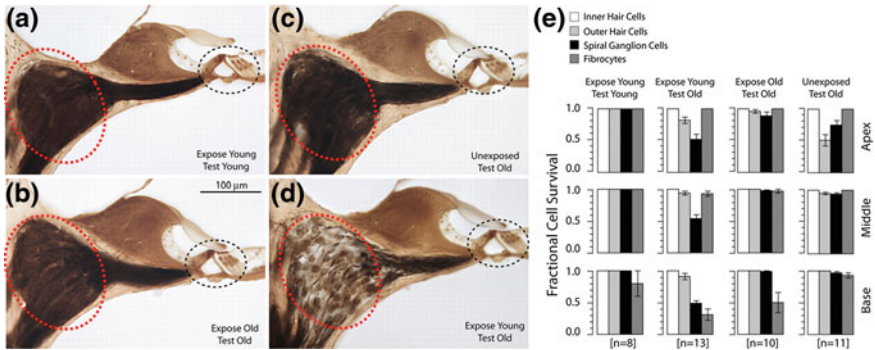 (a)
Expose Young
Test Young
(b)
100 μm
Expose Old
Test Old
(c)
Unexposed
Test Old
(d)
Expose Young
Test Old
(e)
Inner Hair Cells
Outer Hair Cells
Spiral Ganglion Cells
Fibrocytes
Expose Young
Test Young
Expose Young
Test Old
Expose Old
Test Old
Unexposed
Test Old
Fractional Cell Survival
1.0
0.5
0.0
Apex
1.0
0.5
0.0
Middle
1.0
0.5
0.0
Base
[n=8]
[n=13]
[n=10]
[n=11]